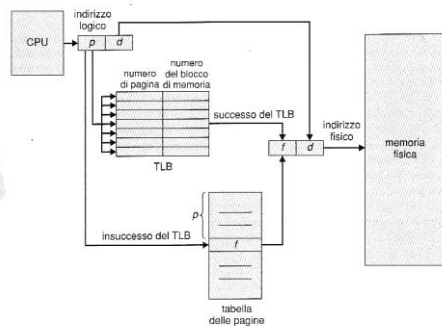 indirizzo
logico
CPU
p
d
numero
di pagina
numero
del blocco
di memoria
successo del TLB
TLB
indirizzo
fisico
f
d
memoria
fisica
p
insuccesso del TLB
f
tabella
delle pagine